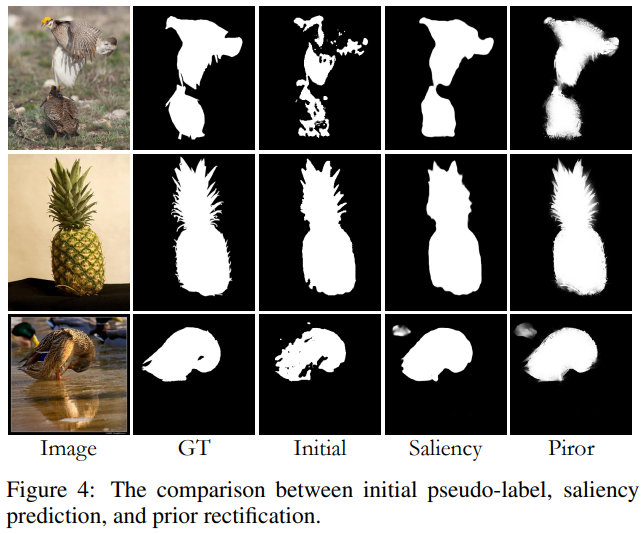 Image GT Initial Saliency Piror
Figure 4: The comparison between initial pseudo-label, saliency
prediction, and prior rectification.